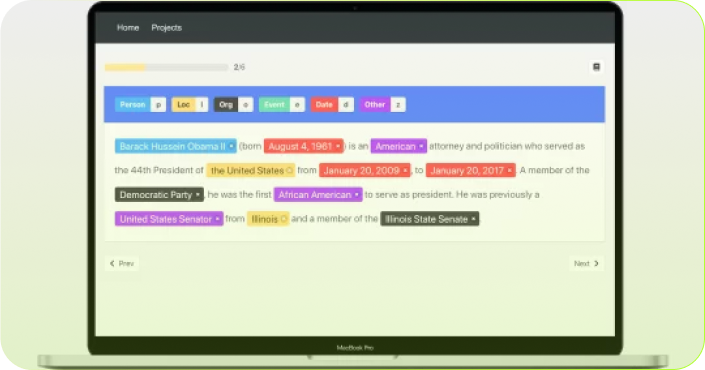 Home Projects
2/6
Person p Loc l Org o Event e Date d Other z
Barack Hussein Obama II (born August 4, 1961) is an American attorney and politician who served as
the 44th President of the United States from January 20, 2009, to January 20, 2017. A member of the
Democratic Party, he was the first African American to serve as president. He was previously a
United States Senator from Illinois and a member of the Illinois State Senate
Prev Next
MacBook Pro